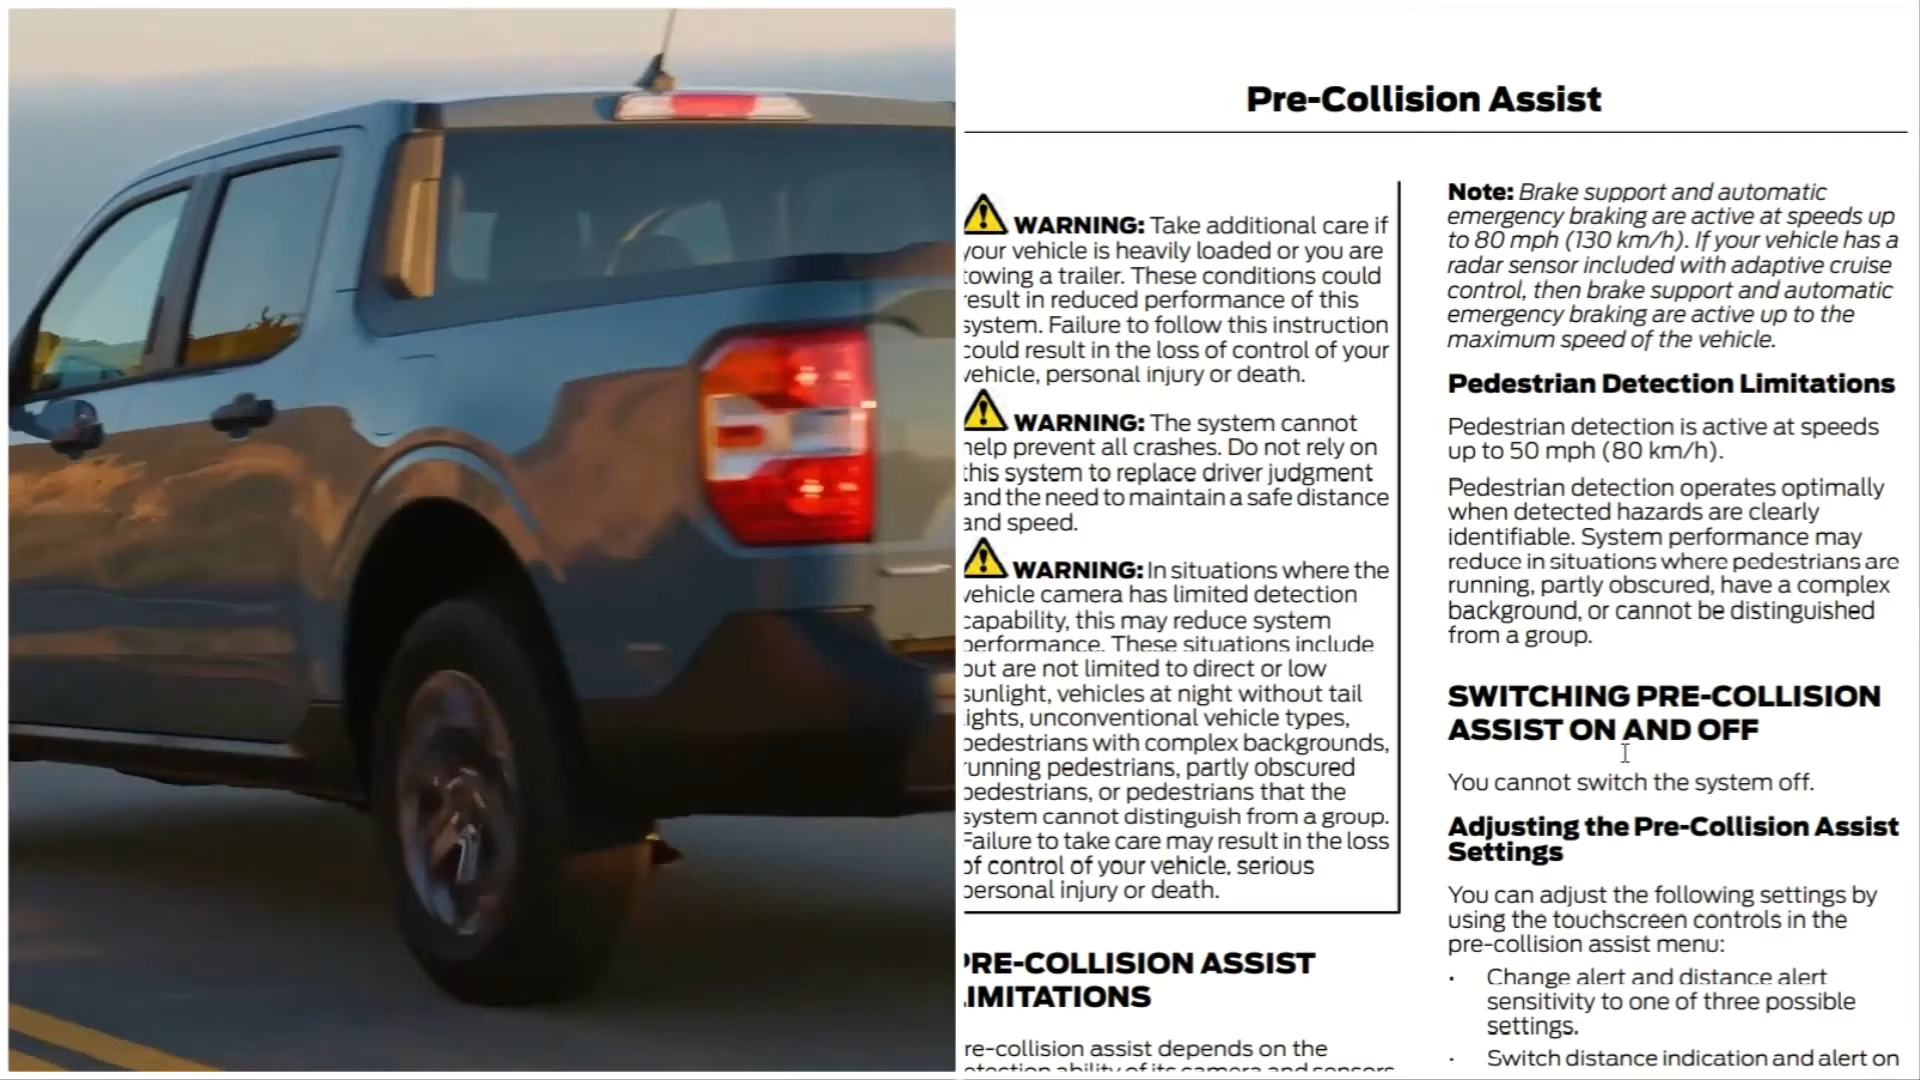 Pre-Collision Assist
WARNING: Take additional care if
your vehicle is heavily loaded or you are
towing a trailer. These conditions could
result in reduced performance of this
system. Failure to follow this instruction
could result in the loss of control of your
vehicle, personal injury or death.
WARNING: The system cannot
help prevent all crashes. Do not rely on
this system to replace driver judgment
and the need to maintain a safe distance
and speed.
WARNING: In situations where the
vehicle camera has limited detection
capability, this may reduce system
performance. These situations include
but are not limited to direct or low
sunlight, vehicles at night without tail
lights, unconventional vehicle types,
pedestrians with complex backgrounds,
running pedestrians, partly obscured
pedestrians, or pedestrians that the
system cannot distinguish from a group.
Failure to take care may result in the loss
of control of your vehicle, serious
personal injury or death.
PRE-COLLISION ASSIST
LIMITATIONS
re-collision assist depends on the
etection ability of its camera and sensors
Note: Brake support and automatic
emergency braking are active at speeds up
to 80 mph (130 km/h). If your vehicle has a
radar sensor included with adaptive cruise
control, then brake support and automatic
emergency braking are active up to the
maximum speed of the vehicle.
Pedestrian Detection Limitations
Pedestrian detection is active at speeds
up to 50 mph (80 km/h).
Pedestrian detection operates optimally
when detected hazards are clearly
identifiable. System performance may
reduce in situations where pedestrians are
running, partly obscured, have a complex
background, or cannot be distinguished
from a group.
SWITCHING PRE-COLLISION
ASSIST ON AND OFF
You cannot switch the system off.
Adjusting the Pre-Collision Assist
Settings
You can adjust the following settings by
using the touchscreen controls in the
pre-collision assist menu:
· Change alert and distance alert
sensitivity to one of three possible
settings.
· Switch distance indication and alert on